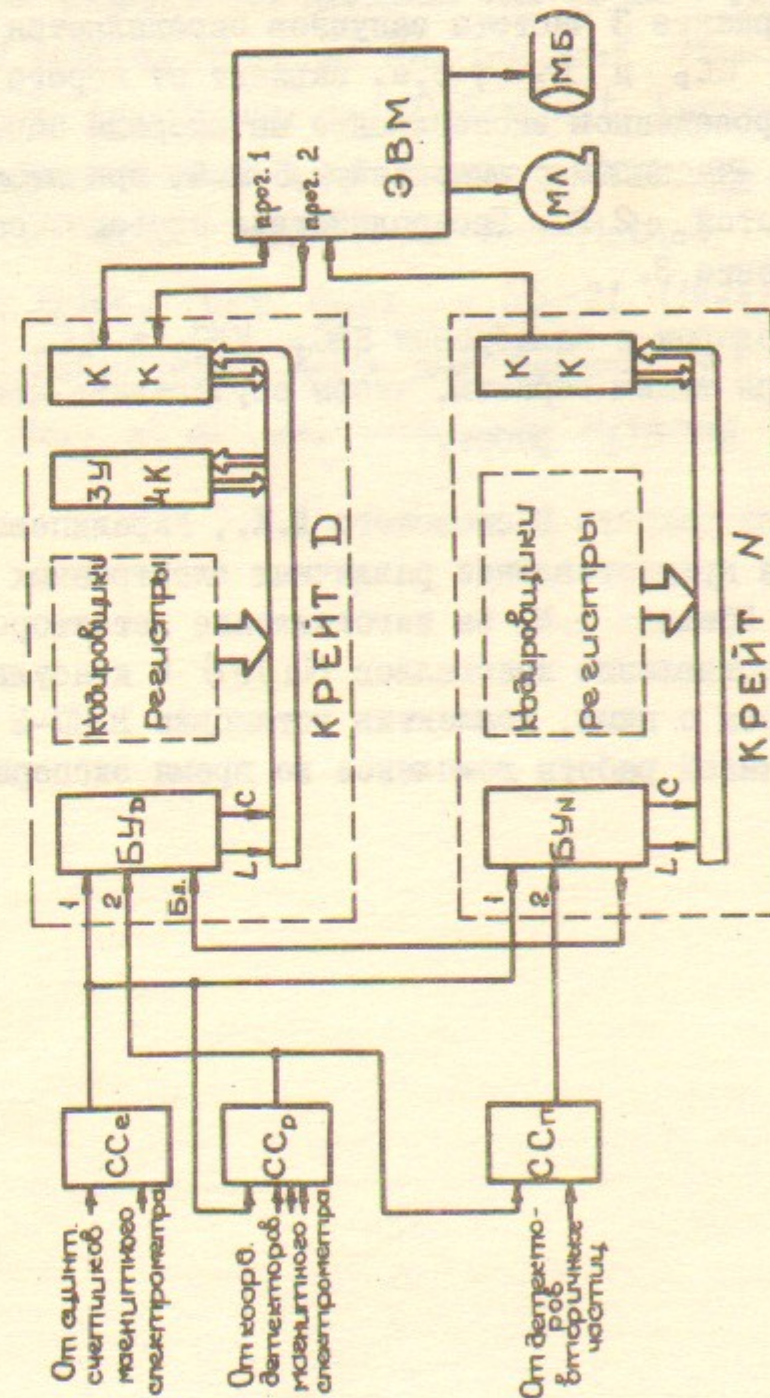 От сцинт.
счетчиков
магнитного
спектрометра
ССе
От коорд.
детекторов
магнитного
спектрометра
ССр
От детекто-
ров
вторичных
частиц
ССп
1
2
Бл.
БУD
L
C
Кодировщики
Регистры
ЗУ
ЧК
К
К
КРЕЙТ D
1
2
БУN
L
C
Кодировщики
Регистры
К
К
КРЕЙТ N
прог. 1
прог. 2
ЭВМ
МЛ
МБ